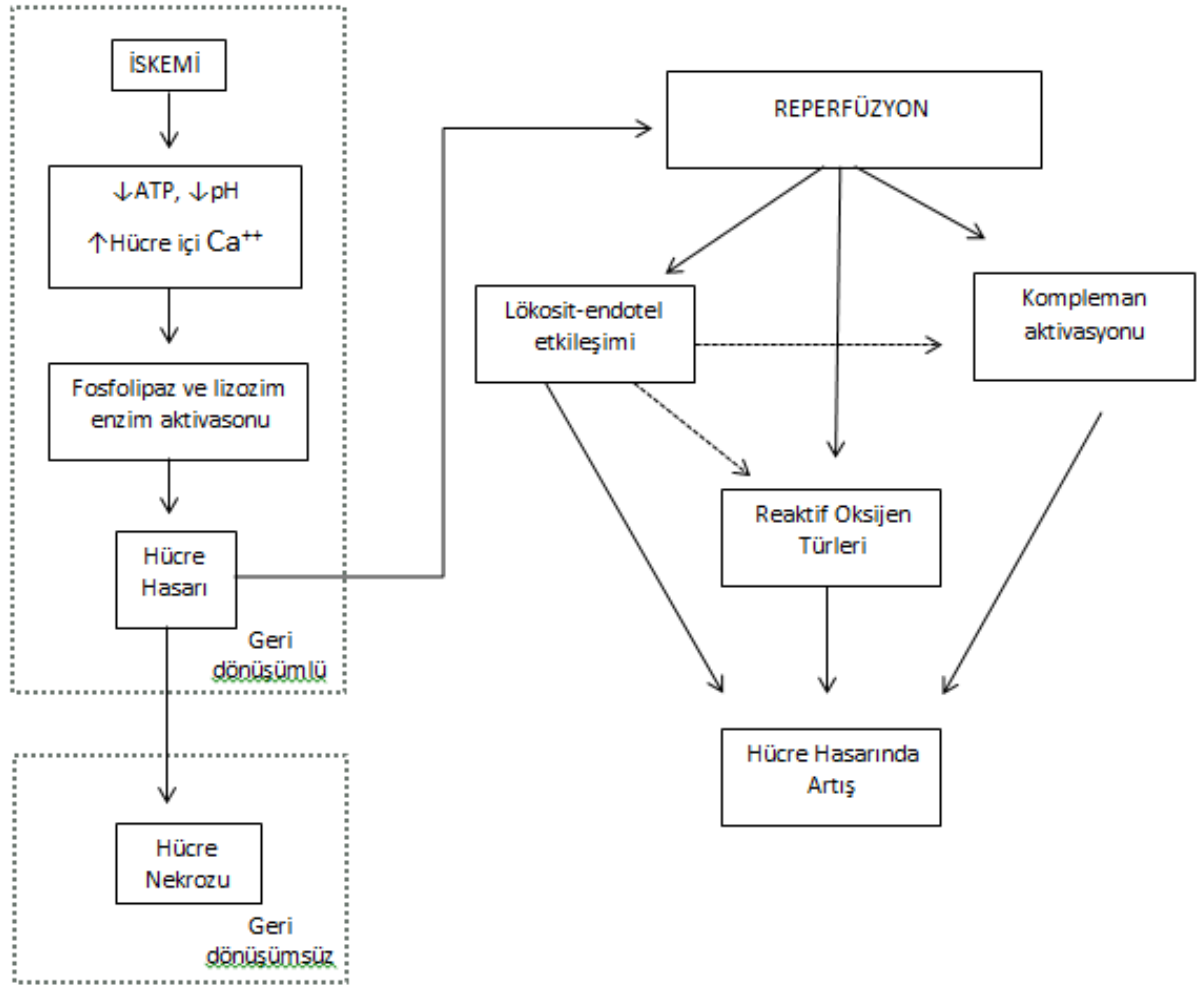 İSKEMİ
↓ATP, ↓pH
↑Hücre içi Ca⁺⁺
Fosfolipaz ve lizozim
enzim aktivasonu
Hücre
Hasarı
Geri
dönüşümlü
Hücre
Nekrozu
Geri
dönüşümsüz
REPERFÜZYON
Lökosit-endotel
etkileşimi
Kompleman
aktivasyonu
Reaktif Oksijen
Türleri
Hücre Hasarında
Artış